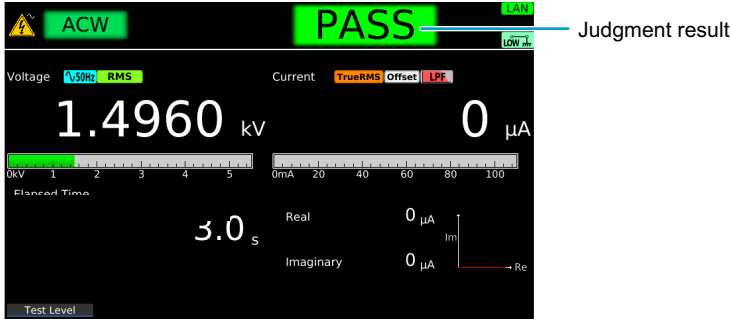 ACW
PASS
LAN
LOW
Judgment result
Voltage 50Hz RMS
Current TrueRMS Offset LPF
1.4960 kV
0 µA
0kV 1 2 3 4 5
0mA 20 40 60 80 100
Elapsed Time
3.0 s
Real 0 µA
Im
Imaginary 0 µA
Re
Test Level